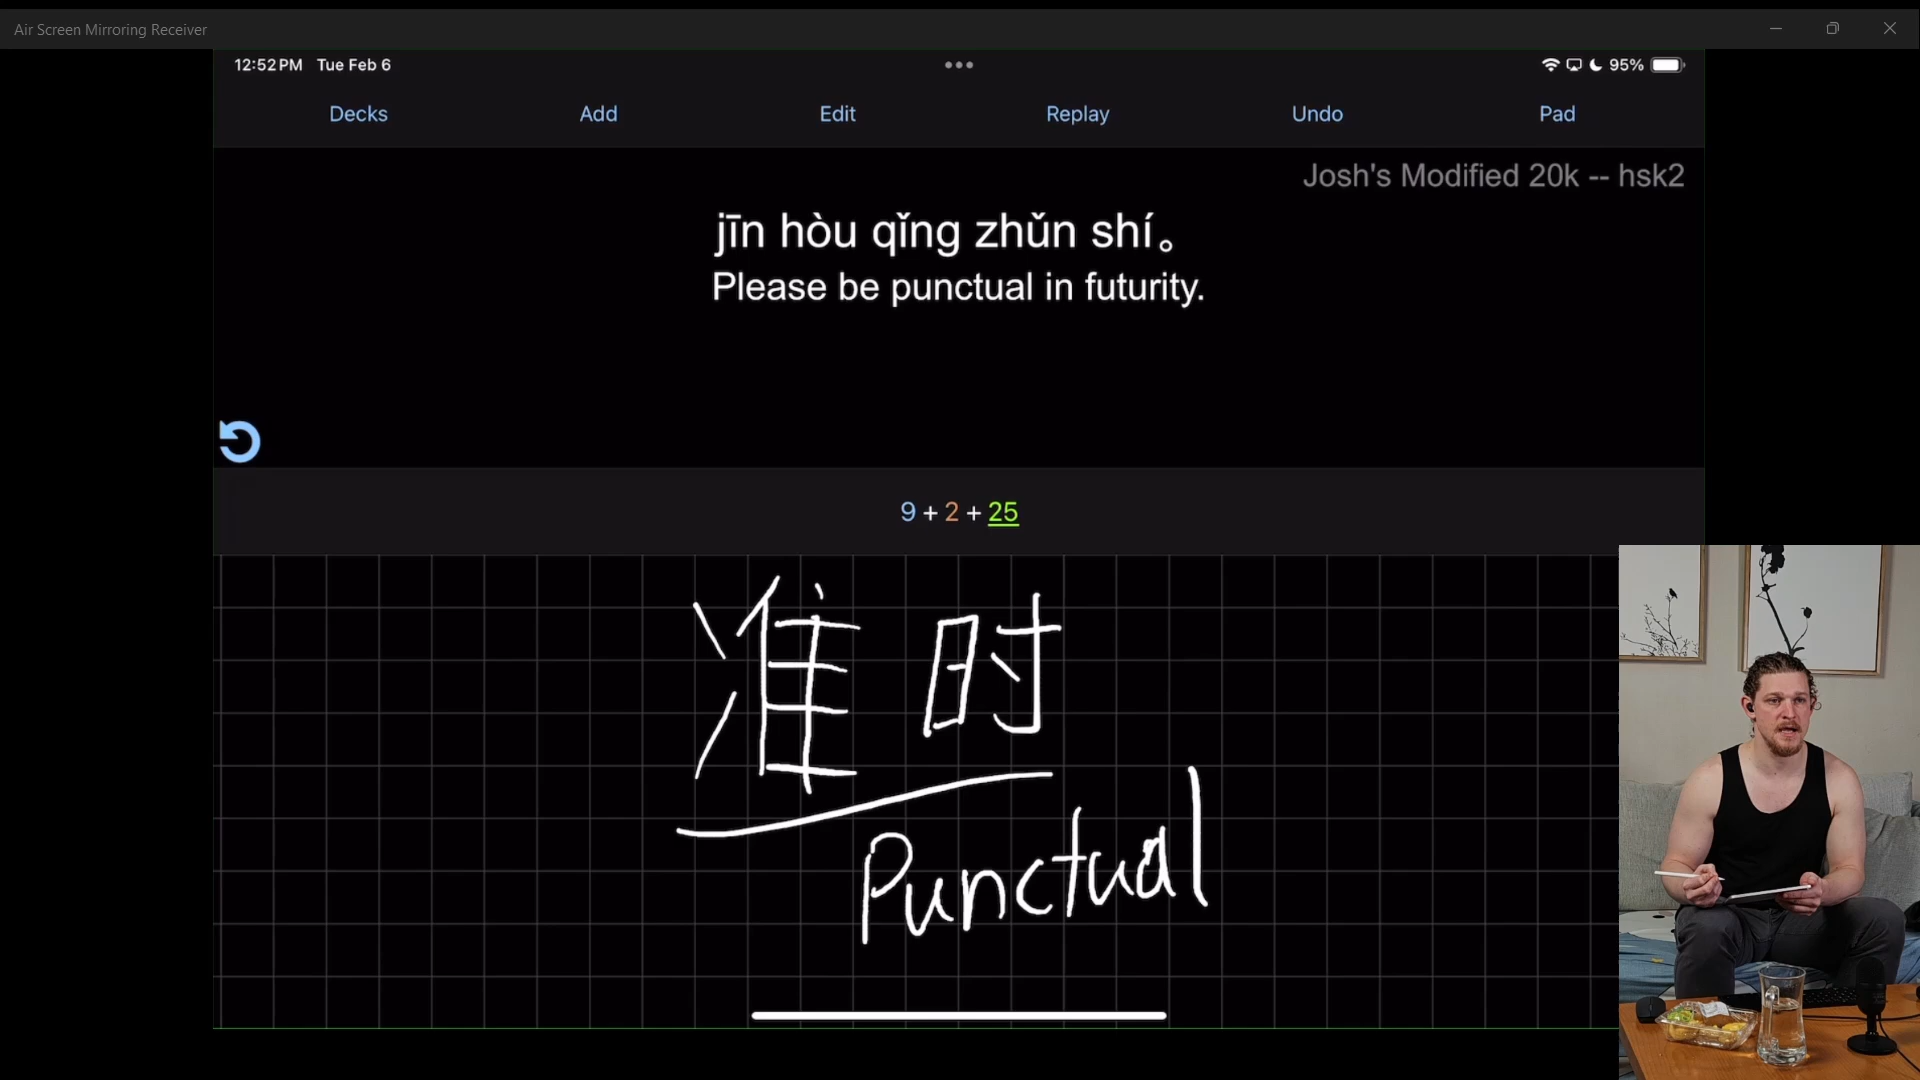 Air Screen Mirroring Receiver
12:52 PM Tue Feb 6
95%
Decks Add Edit Replay Undo Pad
Josh's Modified 20k -- hsk2
jīn hòu qǐng zhǔn shí。
Please be punctual in futurity.
9 + 2 + 25
准时
Punctual